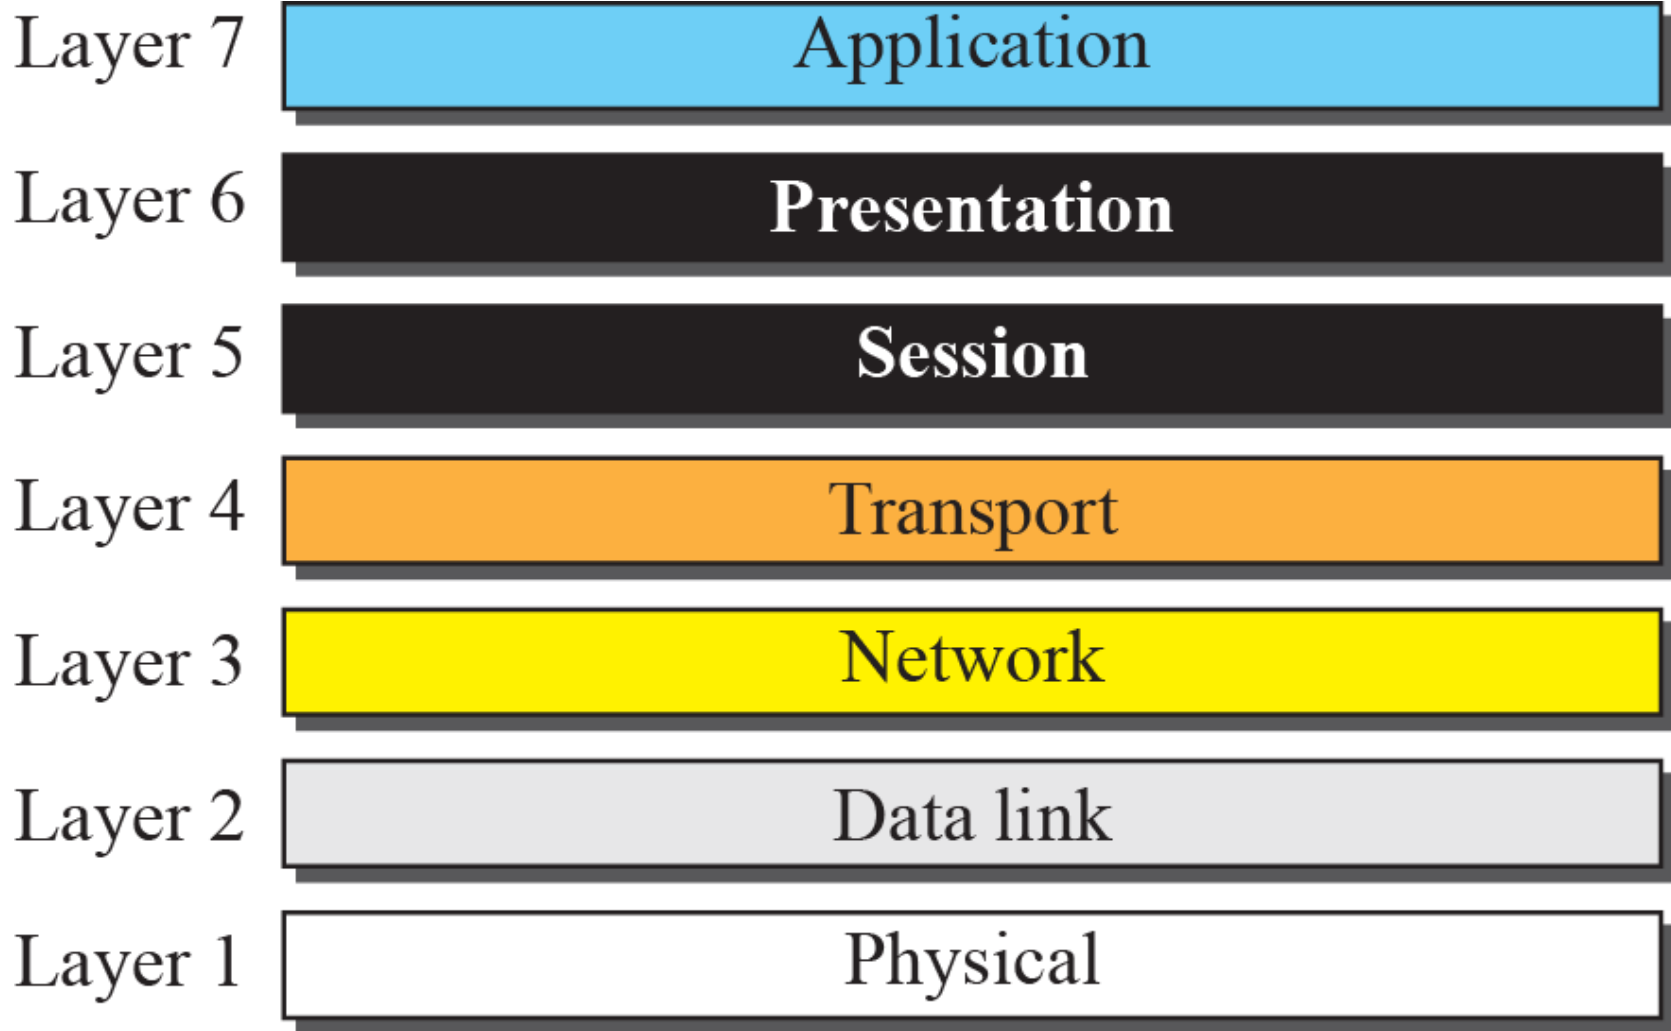 Layer 7 Application
Layer 6 Presentation
Layer 5 Session
Layer 4 Transport
Layer 3 Network
Layer 2 Data link
Layer 1 Physical